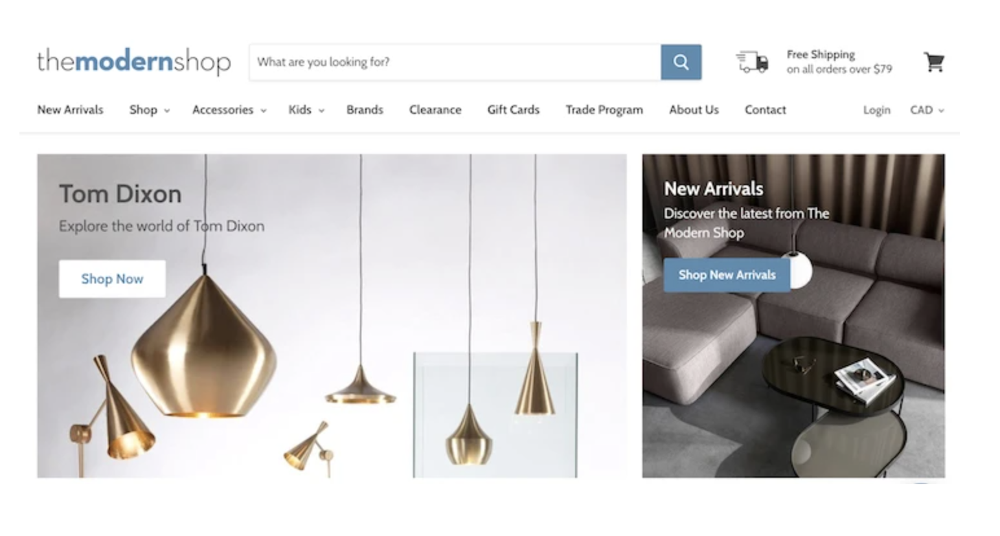 themodernshop
What are you looking for?
Free Shipping
on all orders over $79
New Arrivals Shop Accessories Kids Brands Clearance Gift Cards Trade Program About Us Contact Login CAD
Tom Dixon
Explore the world of Tom Dixon
Shop Now
New Arrivals
Discover the latest from The
Modern Shop
Shop New Arrivals